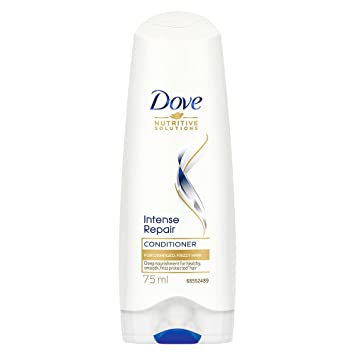 Dove
NUTRITIVE
SOLUTIONS
Intense
Repair
CONDITIONER
FOR DAMAGED, FRIZZY HAIR
Deep nourishment for healthy,
smooth, frizz protected hair
75 ml